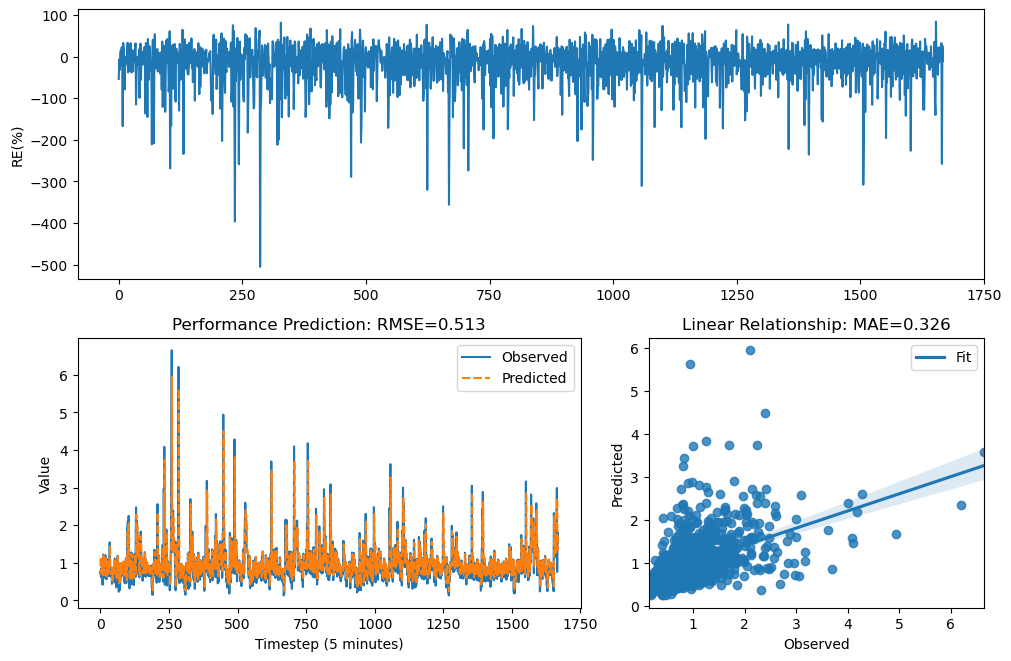 100
0
−100
−200
−300
−400
−500
RE(%)
0 250 500 750 1000 1250 1500 1750
Performance Prediction: RMSE=0.513
Observed
Predicted
6
5
4
3
2
1
0
Value
0 250 500 750 1000 1250 1500 1750
Timestep (5 minutes)
Linear Relationship: MAE=0.326
Fit
6
5
4
3
2
1
0
Predicted
1 2 3 4 5 6
Observed